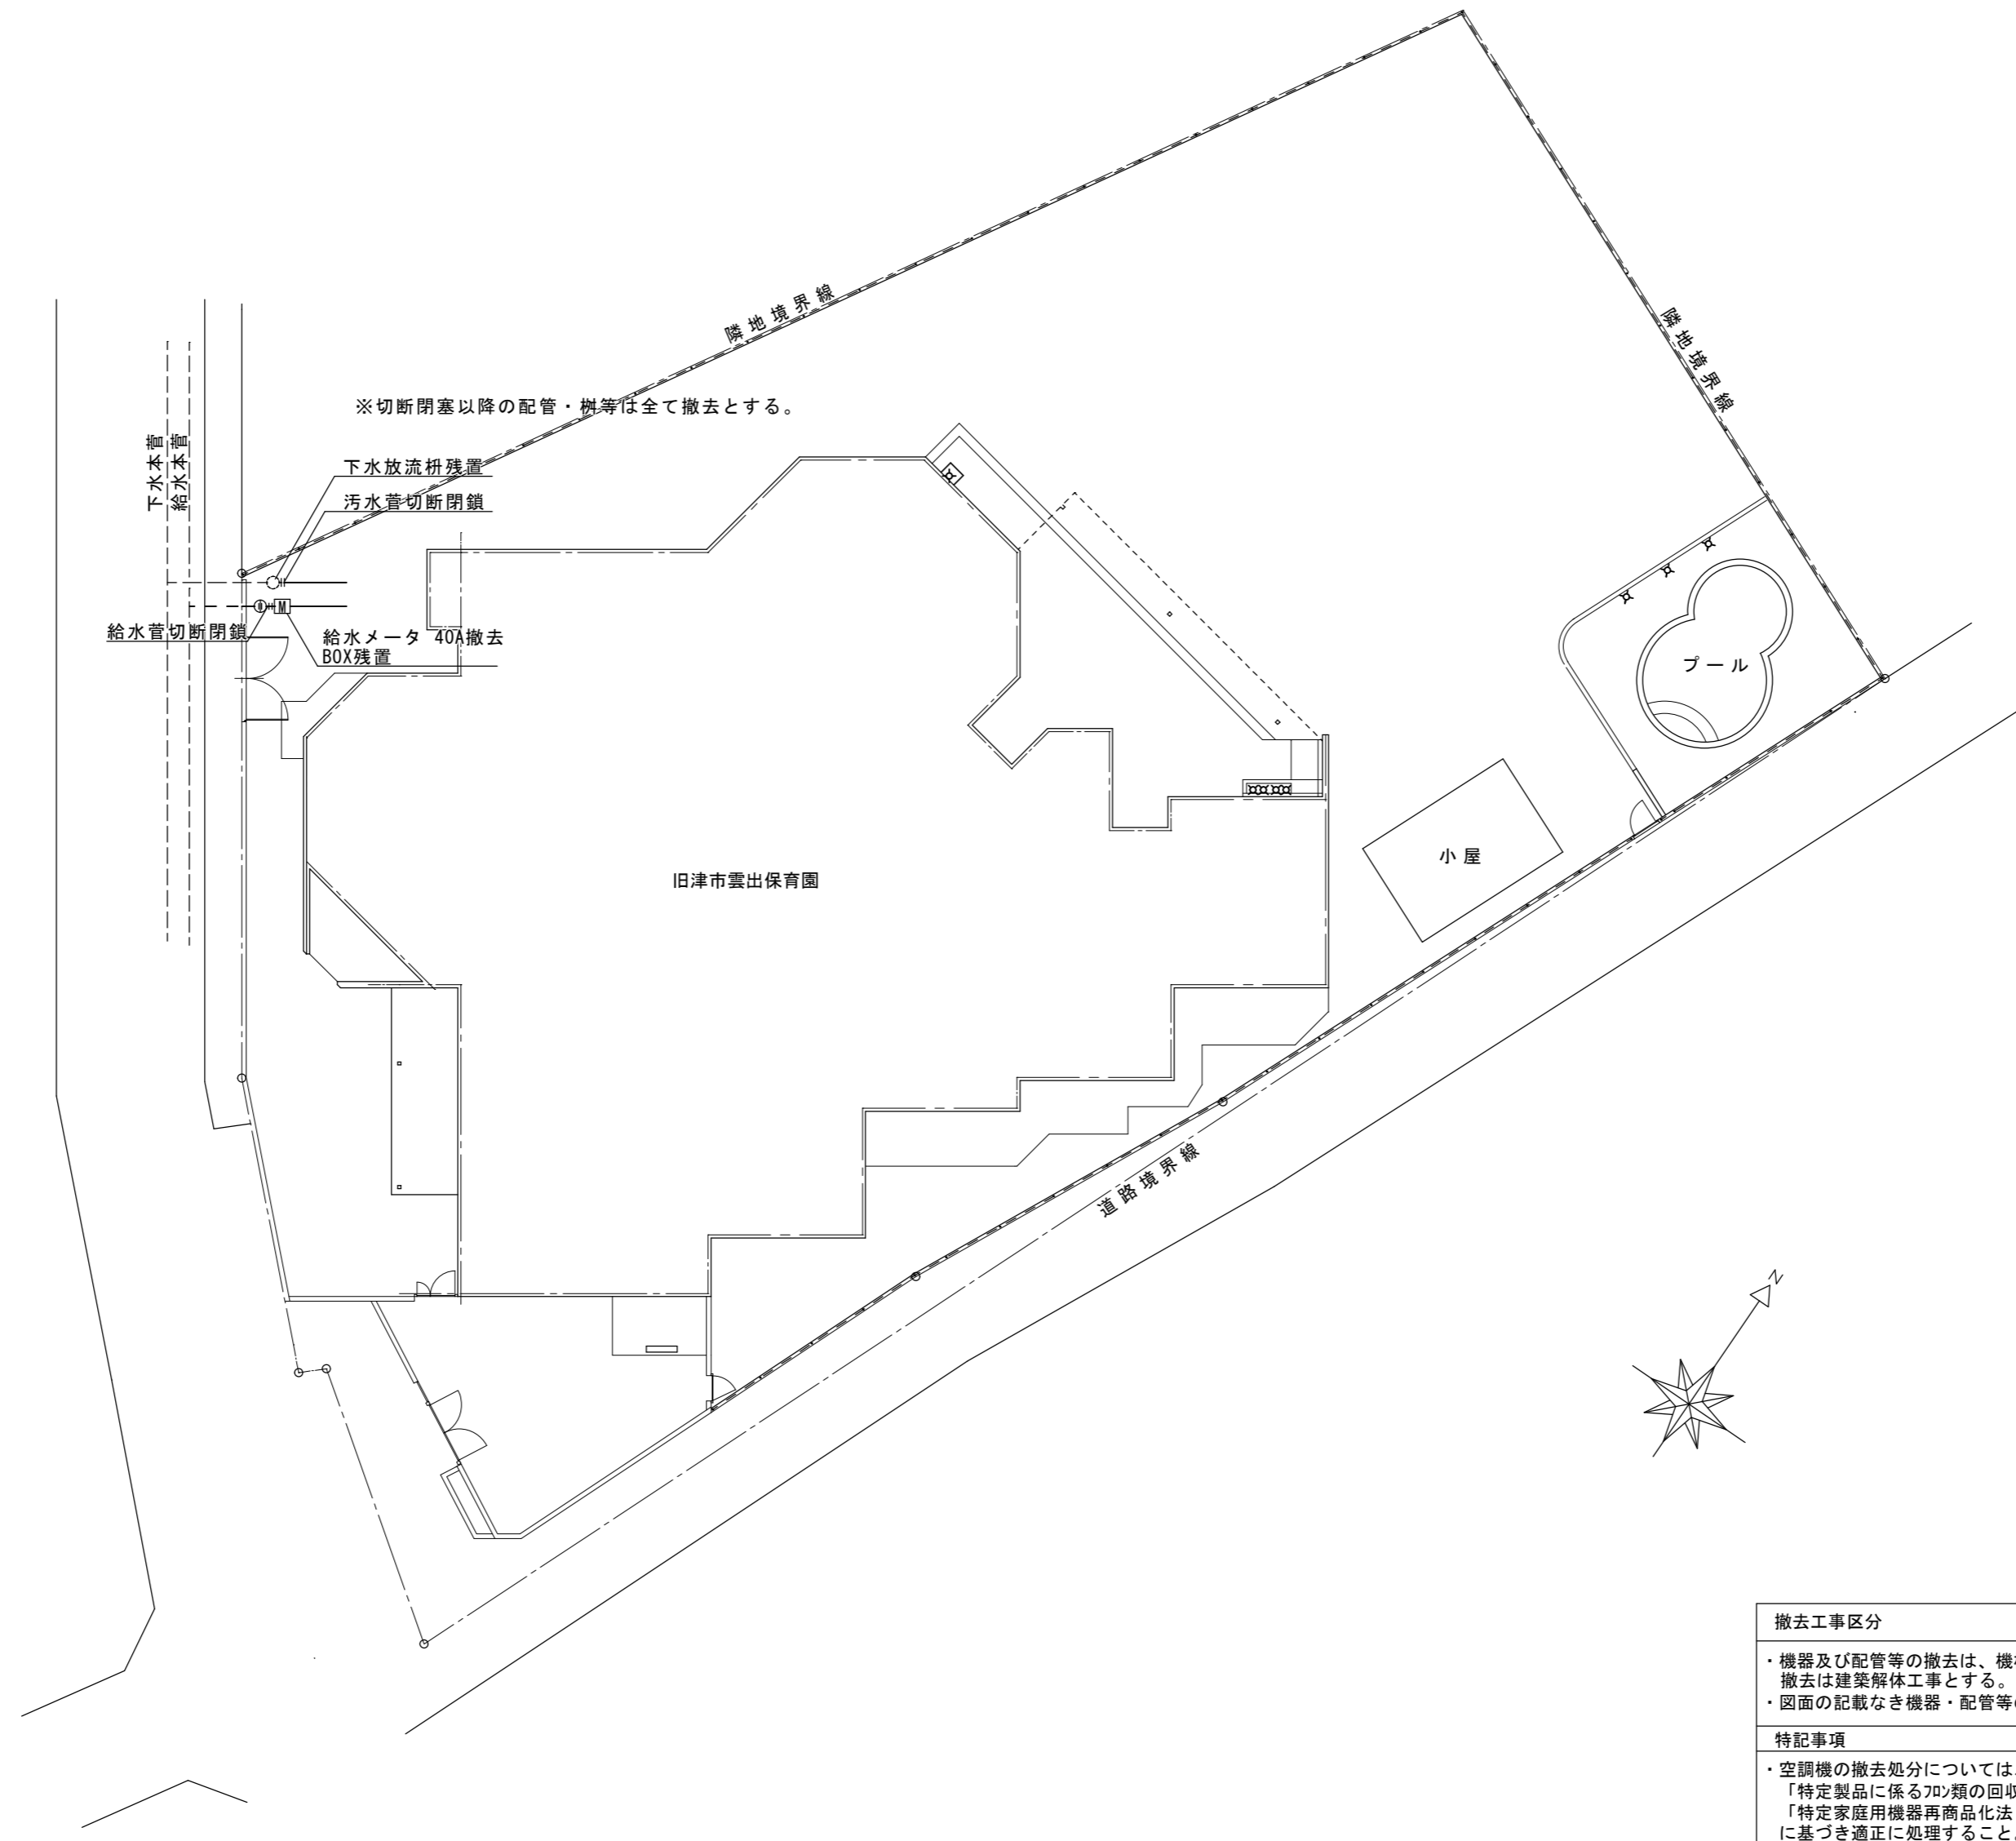 隣地境界線
隣地境界線
※切断閉塞以降の配管・桝等は全て撤去とする。
下水本菅
給水本菅
下水放流枡残置
汚水菅切断閉鎖
給水菅切断閉鎖
M
給水メータ 40A撤去
BOX残置
プール
小屋
旧津市雲出保育園
道路境界線
N
撤去工事区分
・機器及び配管等の撤去は、機
撤去は建築解体工事とする。
・図面の記載なき機器・配管等
特記事項
・空調機の撤去処分については
「特定製品に係るフロン類の回収
「特定家庭用機器再商品化法
に基づき適正に処理すること